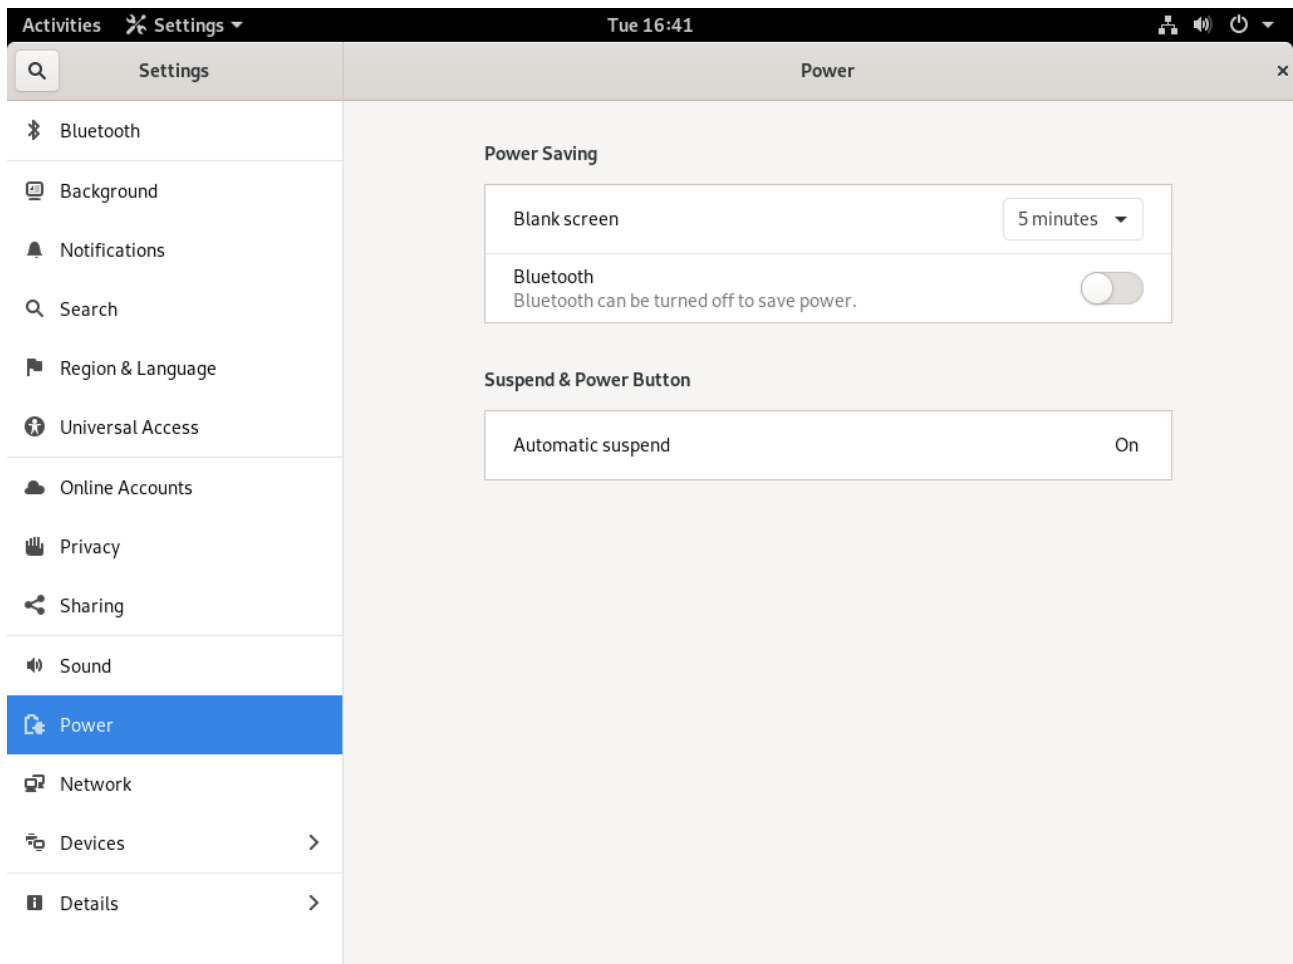 Activities Settings Tue 16:41
Settings Power
Bluetooth
Background
Notifications
Search
Region & Language
Universal Access
Online Accounts
Privacy
Sharing
Sound
Power
Network
Devices
Details
Power Saving
Blank screen 5 minutes
Bluetooth
Bluetooth can be turned off to save power.
Suspend & Power Button
Automatic suspend On